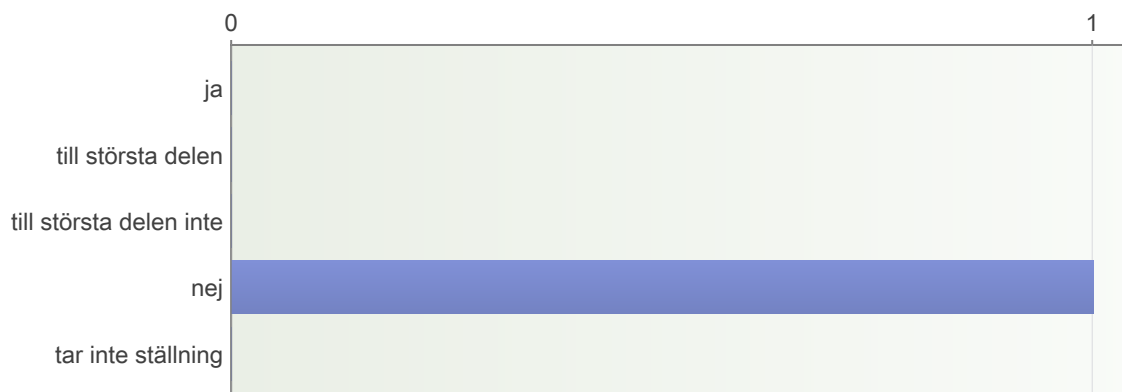 0 1
ja
till största delen
till största delen inte
nej
tar inte ställning